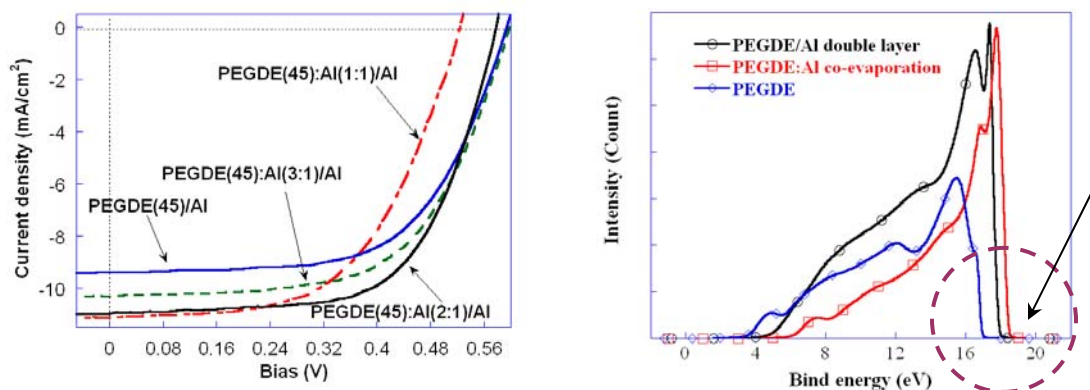 Current density (mA/cm²)
0
-2
-4
-6
-8
-10
PEGDE(45):Al(1:1)/Al
PEGDE(45):Al(3:1)/Al
PEGDE(45)/Al
PEGDE(45):Al(2:1)/Al
0 0.08 0.16 0.24 0.32 0.4 0.48 0.56
Bias (V)
Intensity (Count)
PEGDE/Al double layer
PEGDE:Al co-evaporation
PEGDE
0 4 8 12 16 20
Bind energy (eV)